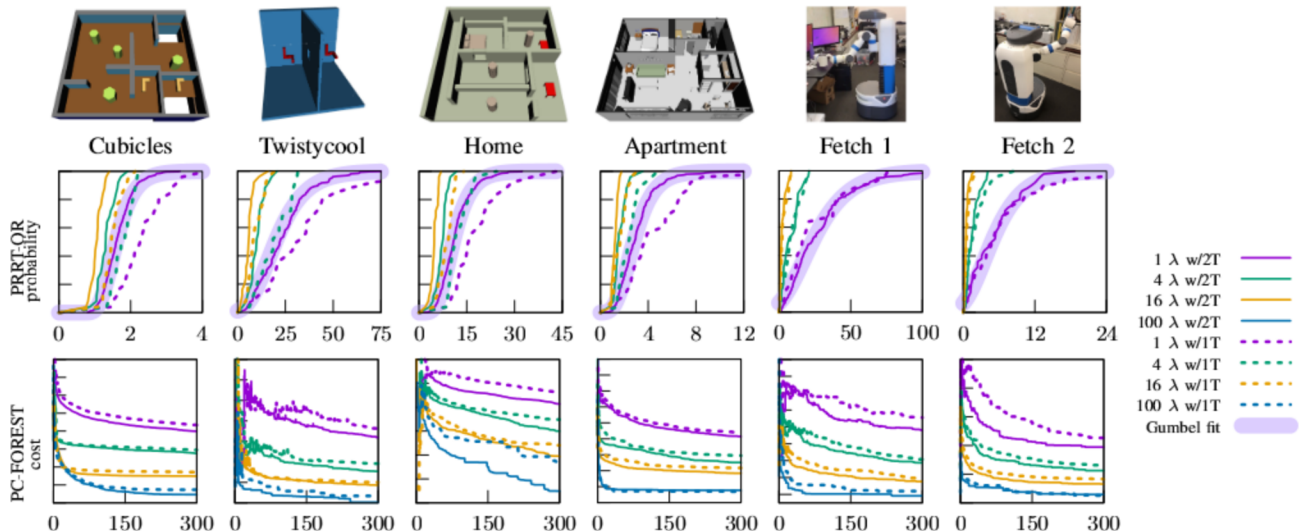 Cubicles Twistycool Home Apartment Fetch 1 Fetch 2
PRRT-OR
probability
0 2 4 0 25 50 75 0 15 30 45 0 4 8 12 0 50 100 0 12 24
PC-FOREST
cost
0 150 300 0 150 300 0 150 300 0 150 300 0 150 300 0 150 300
1 λ w/2T
4 λ w/2T
16 λ w/2T
100 λ w/2T
1 λ w/1T
4 λ w/1T
16 λ w/1T
100 λ w/1T
Gumbel fit